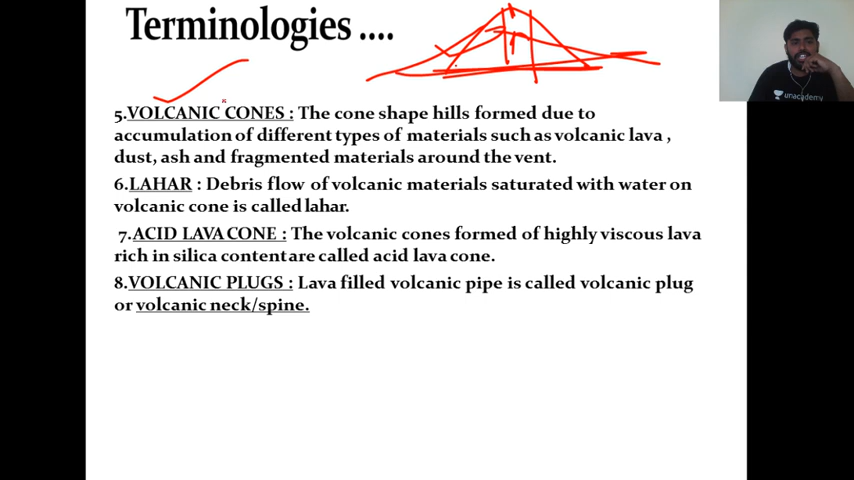 Terminologies ....
unacademy
5.VOLCANIC CONES : The cone shape hills formed due to
accumulation of different types of materials such as volcanic lava ,
dust, ash and fragmented materials around the vent.
6.LAHAR : Debris flow of volcanic materials saturated with water on
volcanic cone is called lahar.
7.ACID LAVA CONE : The volcanic cones formed of highly viscous lava
rich in silica content are called acid lava cone.
8.VOLCANIC PLUGS : Lava filled volcanic pipe is called volcanic plug
or volcanic neck/spine.